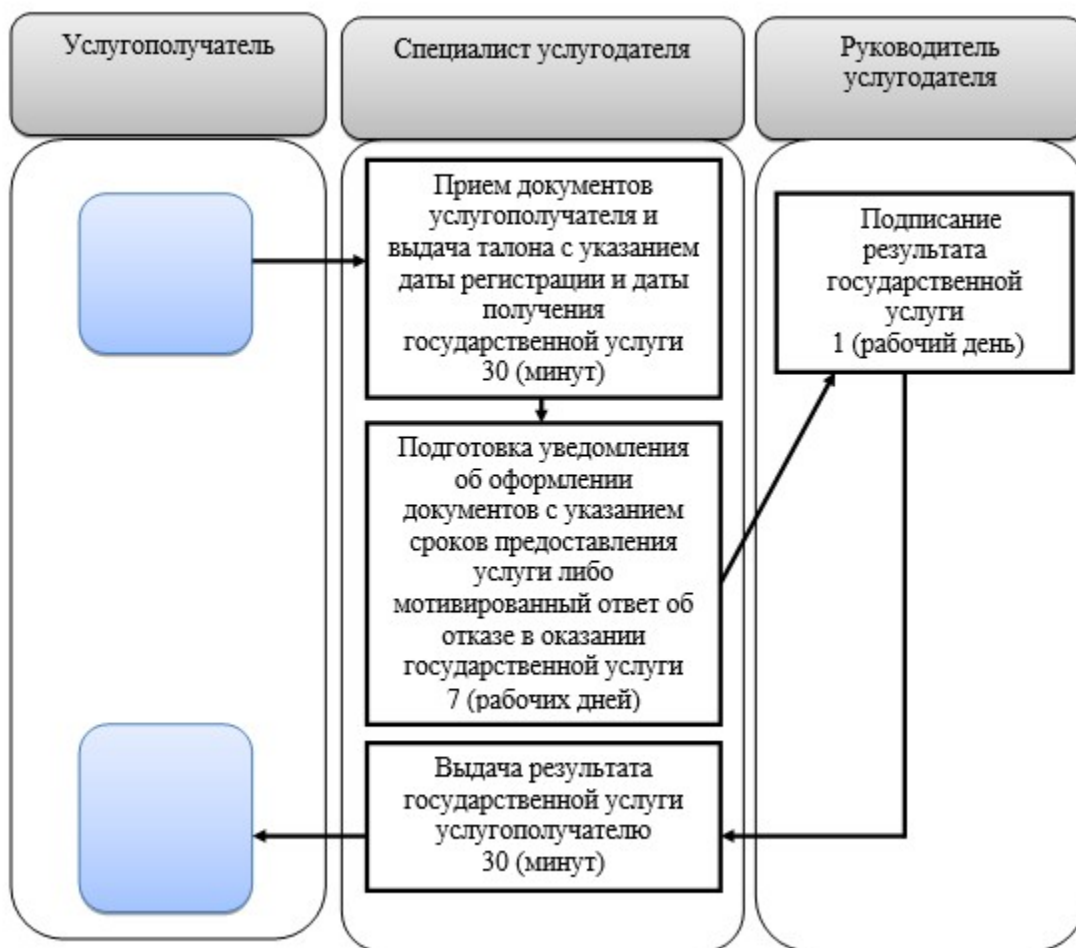 Услугополучатель
Специалист услугодателя
Руководитель
услугодателя
Прием документов
услугополучателя и
выдача талона с указанием
даты регистрации и даты
получения
государственной услуги
30 (минут)
Подготовка уведомления
об оформлении
документов с указанием
сроков предоставления
услуги либо
мотивированный ответ об
отказе в оказании
государственной услуги
7 (рабочих дней)
Подписание
результата
государственной
услуги
1 (рабочий день)
Выдача результата
государственной услуги
услугополучателю
30 (минут)